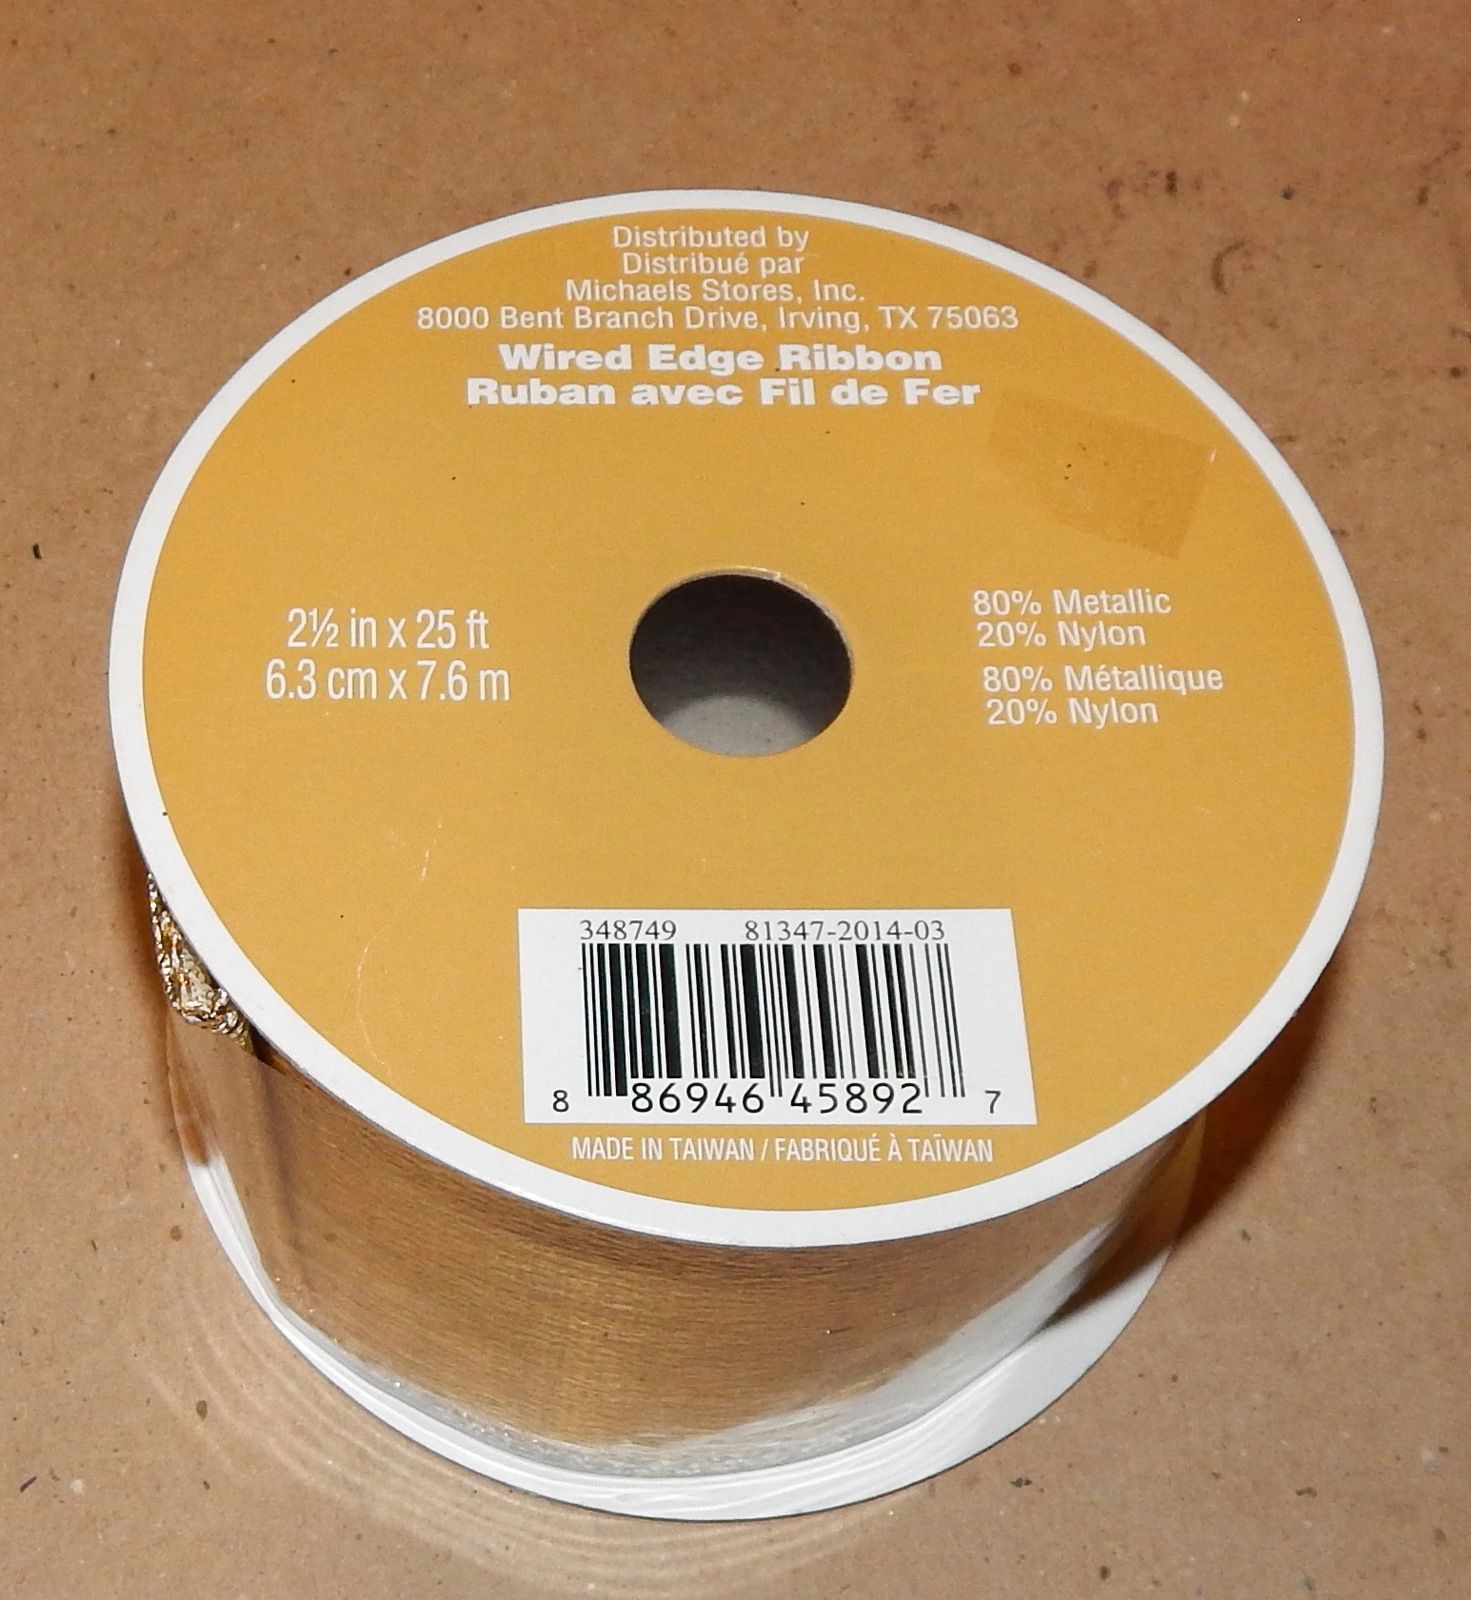 Distributed by
Distribué par
Michaels Stores, Inc.
8000 Bent Branch Drive, Irving, TX 75063
Wired Edge Ribbon
Ruban avec Fil de Fer
2½ in x 25 ft
6.3 cm x 7.6 m
80% Metallic
20% Nylon
80% Métallique
20% Nylon
348749 81347-2014-03
8 86946 45892 7
MADE IN TAIWAN / FABRIQUÉ À TAÏWAN